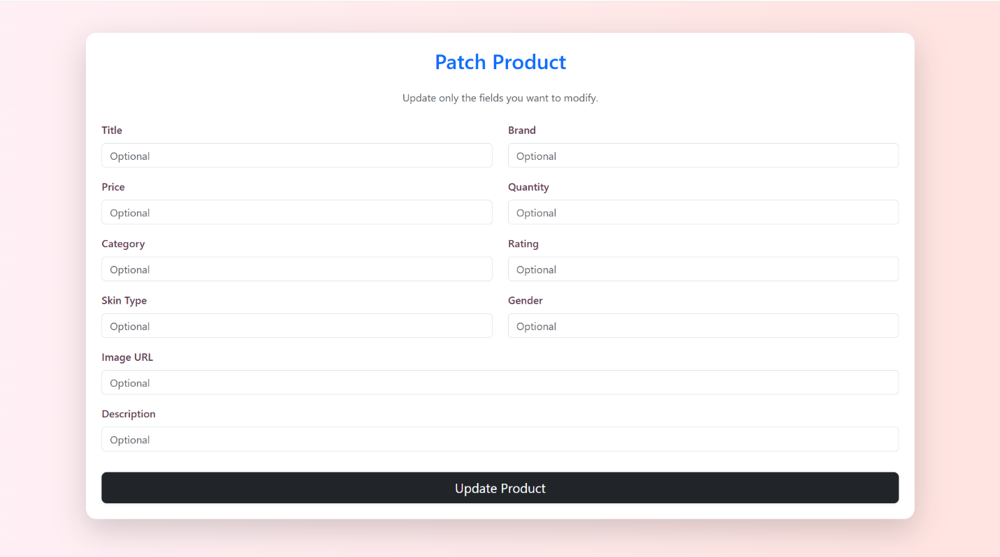 Patch Product
Update only the fields you want to modify.
Title
Brand
Optional
Optional
Price
Quantity
Optional
Optional
Category
Rating
Optional
Optional
Skin Type
Gender
Optional
Optional
Image URL
Optional
Description
Optional
Update Product